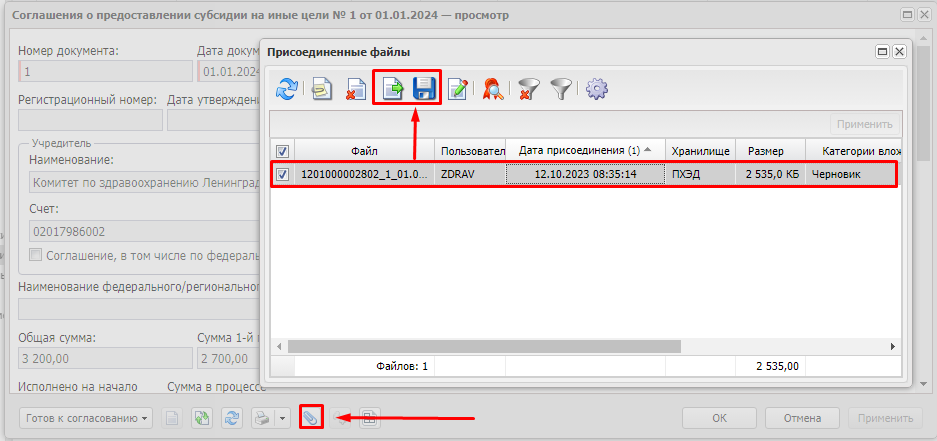 Соглашения о предоставлении субсидии на иные цели № 1 от 01.01.2024 — просмотр
Номер документа:
Дата докум
1
01.01.2024
Регистрационный номер:
Дата утверждени
Учредитель
Наименование:
Комитет по здравоохранению Ленинград
Счет:
02017986002
Соглашение, в том числе по федераль
Наименование федерального/регионально
Общая сумма:
Сумма 1-й г
3 200,00
2 700,00
Исполнено на начало
Сумма в процессе
Присоединенные файлы
Применить
Файл
Пользовател
Дата присоединения (1)
Хранилище
Размер
Категории влож
1201000002802_1_01.0...
ZDRAV
12.10.2023 08:35:14
ПХЭД
2 535,0 КБ
Черновик
Файлов: 1
2 535,00
Готов к согласованию
ОК
Отмена
Применить